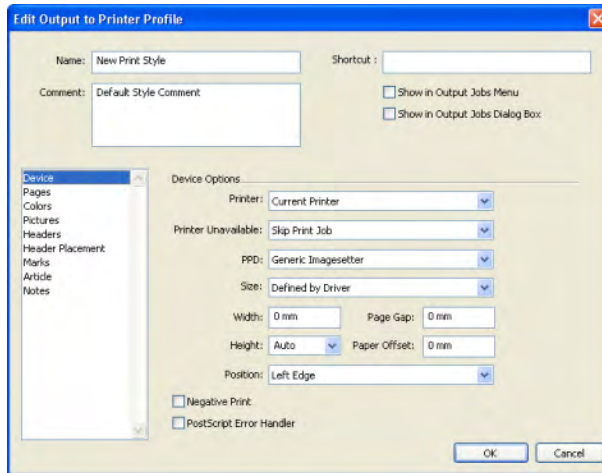 Edit Output to Printer Profile
Name: New Print Style
Shortcut :
Comment: Default Style Comment
Show in Output Jobs Menu
Show in Output Jobs Dialog Box
Device
Pages
Colors
Pictures
Headers
Header Placement
Marks
Article
Notes
Device Options
Printer: Current Printer
Printer Unavailable: Skip Print Job
PPD: Generic Imagesetter
Size: Defined by Driver
Width: 0 mm Page Gap: 0 mm
Height: Auto Paper Offset: 0 mm
Position: Left Edge
Negative Print
PostScript Error Handler
OK Cancel